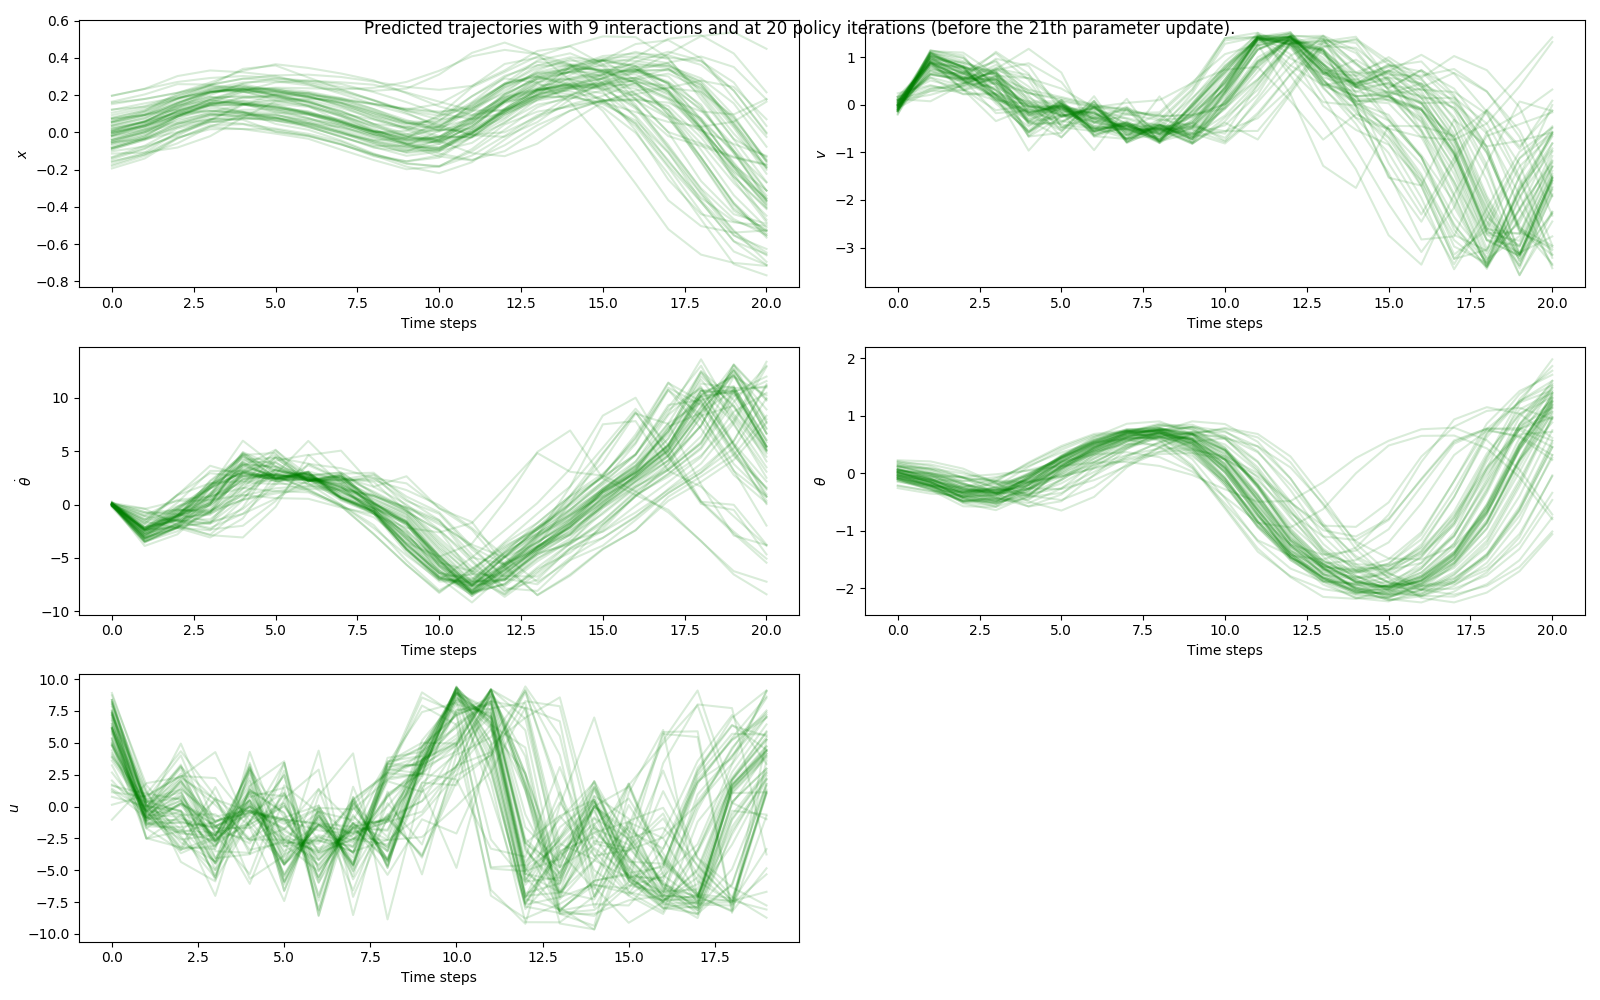 Predicted trajectories with 9 interactions and at 20 policy iterations (before the 21th parameter update).
0.6
0.4
0.2
0.0
−0.2
−0.4
−0.6
−0.8
x
0.0 2.5 5.0 7.5 10.0 12.5 15.0 17.5 20.0
Time steps
1
0
−1
−2
−3
v
0.0 2.5 5.0 7.5 10.0 12.5 15.0 17.5 20.0
Time steps
10
5
0
−5
−10
θ̇
0.0 2.5 5.0 7.5 10.0 12.5 15.0 17.5 20.0
Time steps
2
1
0
−1
−2
θ
0.0 2.5 5.0 7.5 10.0 12.5 15.0 17.5 20.0
Time steps
10.0
7.5
5.0
2.5
0.0
−2.5
−5.0
−7.5
−10.0
u
0.0 2.5 5.0 7.5 10.0 12.5 15.0 17.5
Time steps